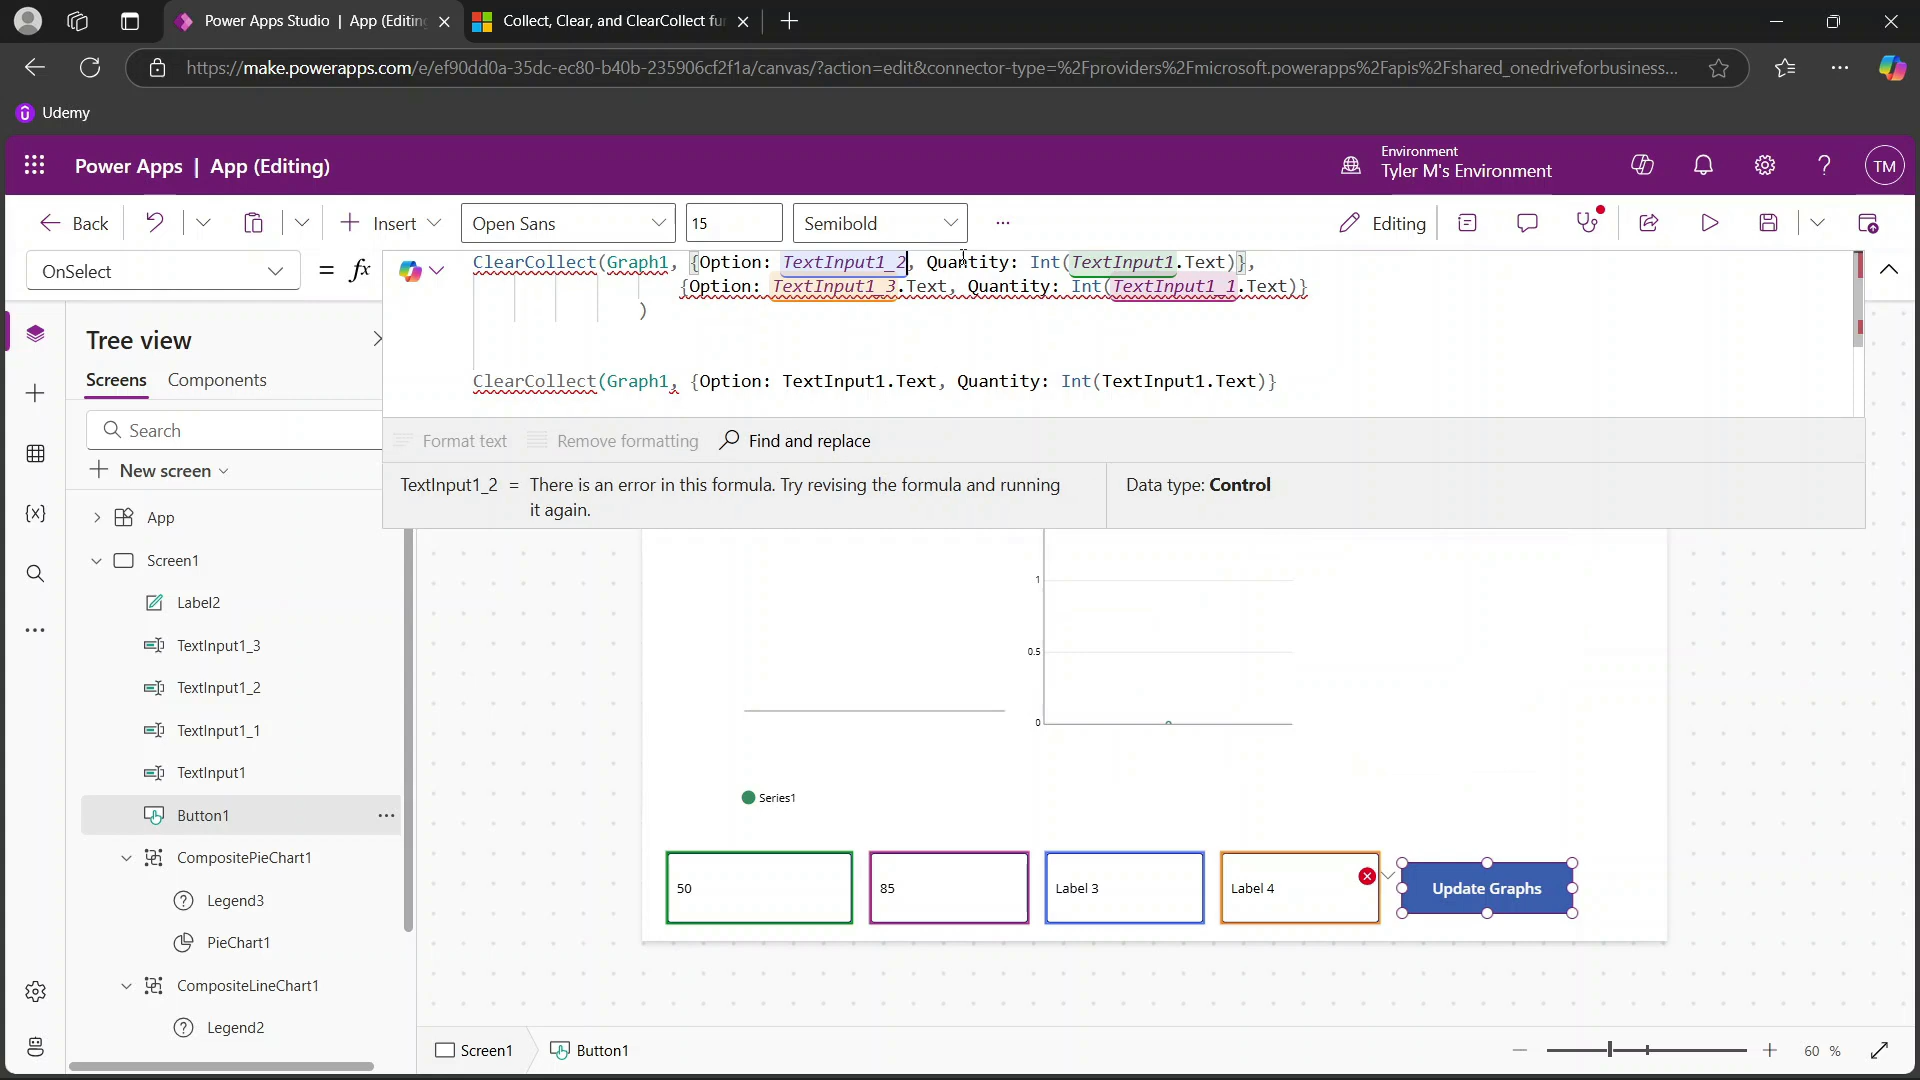 Power Apps Studio | App (Editin
Collect, Clear, and ClearCollect fu
https://make.powerapps.com/e/ef90dd0a-35dc-ec80-b40b-235906cf2f1a/canvas/?action=edit&connector-type=%2Fproviders%2Fmicrosoft.powerapps%2Fapis%2Fshared_onedriveforbusiness...
Udemy
Power Apps | App (Editing)
Environment
Tyler M's Environment
TM
Back
Insert
Open Sans
15
Semibold
Editing
OnSelect
= fx
ClearCollect(Graph1, {Option: TextInput1_2, Quantity: Int(TextInput1.Text)},
{Option: TextInput1_3.Text, Quantity: Int(TextInput1_1.Text)}
)
ClearCollect(Graph1, {Option: TextInput1.Text, Quantity: Int(TextInput1.Text)}
Format text
Remove formatting
Find and replace
TextInput1_2 = There is an error in this formula. Try revising the formula and running
it again.
Data type: Control
Tree view
Screens
Components
Search
New screen
App
Screen1
Label2
TextInput1_3
TextInput1_2
TextInput1_1
TextInput1
Button1
CompositePieChart1
Legend3
PieChart1
CompositeLineChart1
Legend2
1
0.5
0
Series1
50
85
Label 3
Label 4
Update Graphs
Screen1
Button1
60 %